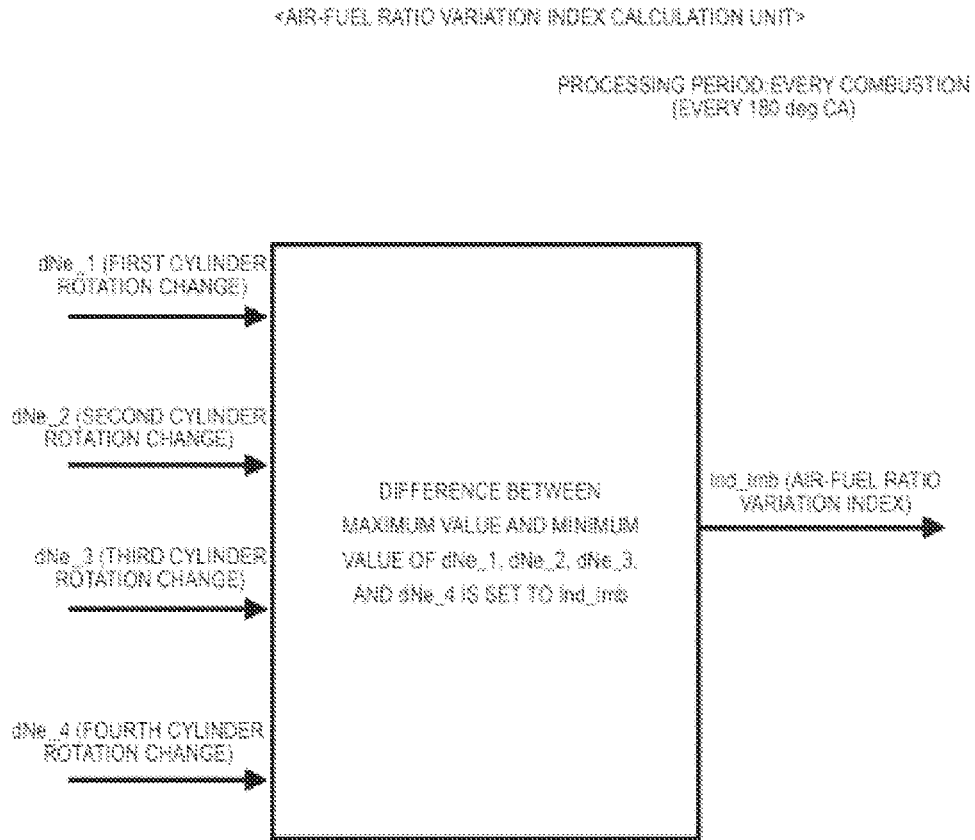 <AIR-FUEL RATIO VARIATION INDEX CALCULATION UNIT>
PROCESSING PERIOD:EVERY COMBUSTION
(EVERY 180 deg CA)
dNe_1 (FIRST CYLINDER
ROTATION CHANGE)
dNe_2 (SECOND CYLINDER
ROTATION CHANGE)
dNe_3 (THIRD CYLINDER
ROTATION CHANGE)
dNe_4 (FOURTH CYLINDER
ROTATION CHANGE)
DIFFERENCE BETWEEN
MAXIMUM VALUE AND MINIMUM
VALUE OF dNe_1, dNe_2, dNe_3,
AND dNe_4 IS SET TO Ind_Imb
Ind_Imb (AIR-FUEL RATIO
VARIATION INDEX)